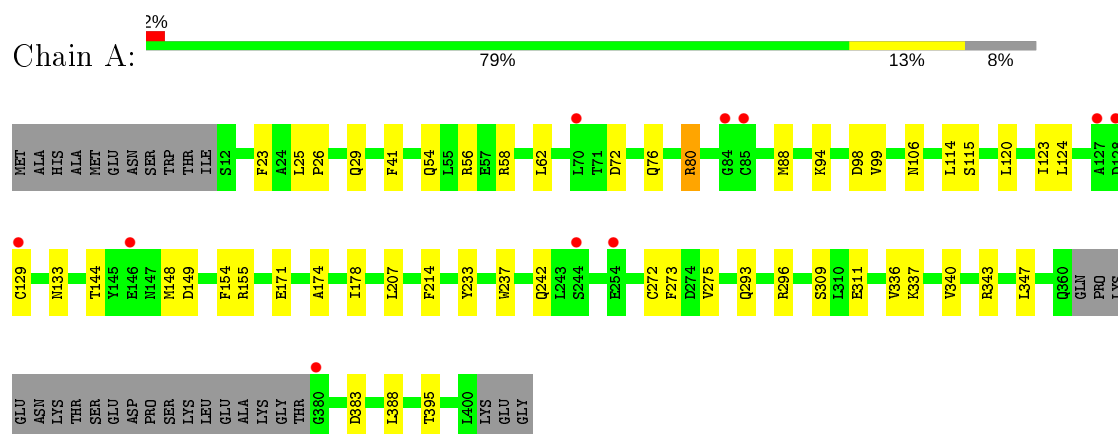 2%
Chain A:
79% 13% 8%
MET ALA HIS ALA MET GLU ASN SER TRP THR ILE S12 F23 A24 L25 P26 Q29 F41 Q54 L55 R56 E57 R58 L62 L70 T71 D72 Q76 R80 G84 C85 M88 K94 D98 V99 N106 L114 S115 L120 I123 L124 A127 D128
C129 N133 T144 Y145 E146 N147 M148 D149 F154 R155 E171 A174 I178 L207 F214 Y233 W237 Q242 L243 S244 E254 C272 F273 D274 V275 Q293 R296 S309 L310 E311 V336 K337 V340 R343 L347 Q360 GLN PRO LYS
GLU ASN LYS THR SER GLU ASP PRO SER LYS LEU GLU ALA LYS GLY THR G380 D383 L388 T395 L400 LYS GLU GLY